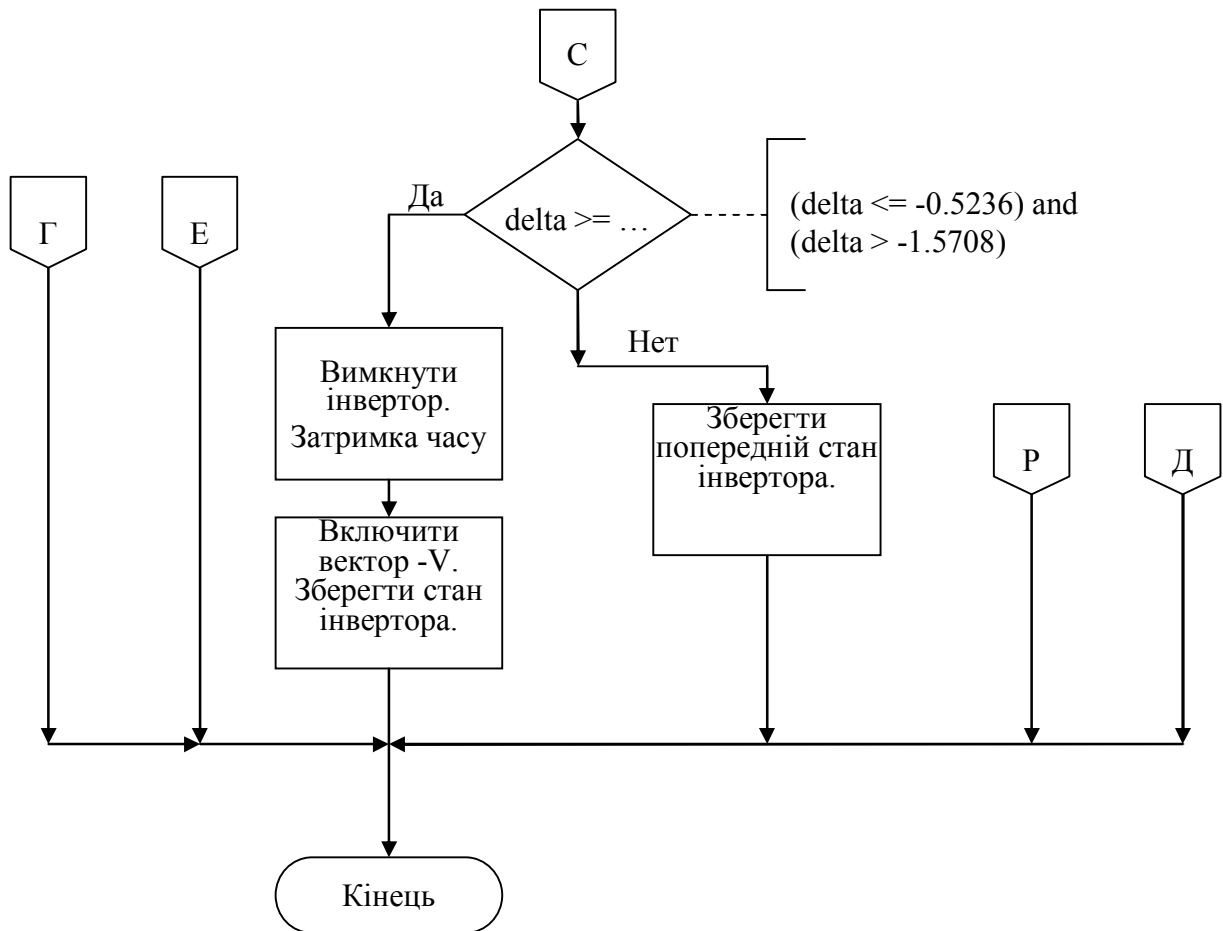 С
Да
delta >= …
(delta <= -0.5236) and
(delta > -1.5708)
Г
Е
Нет
Вимкнути
інвертор.
Затримка часу
Зберегти
попередній стан
інвертора.
Р
Д
Включити
вектор -V.
Зберегти стан
інвертора.
Кінець